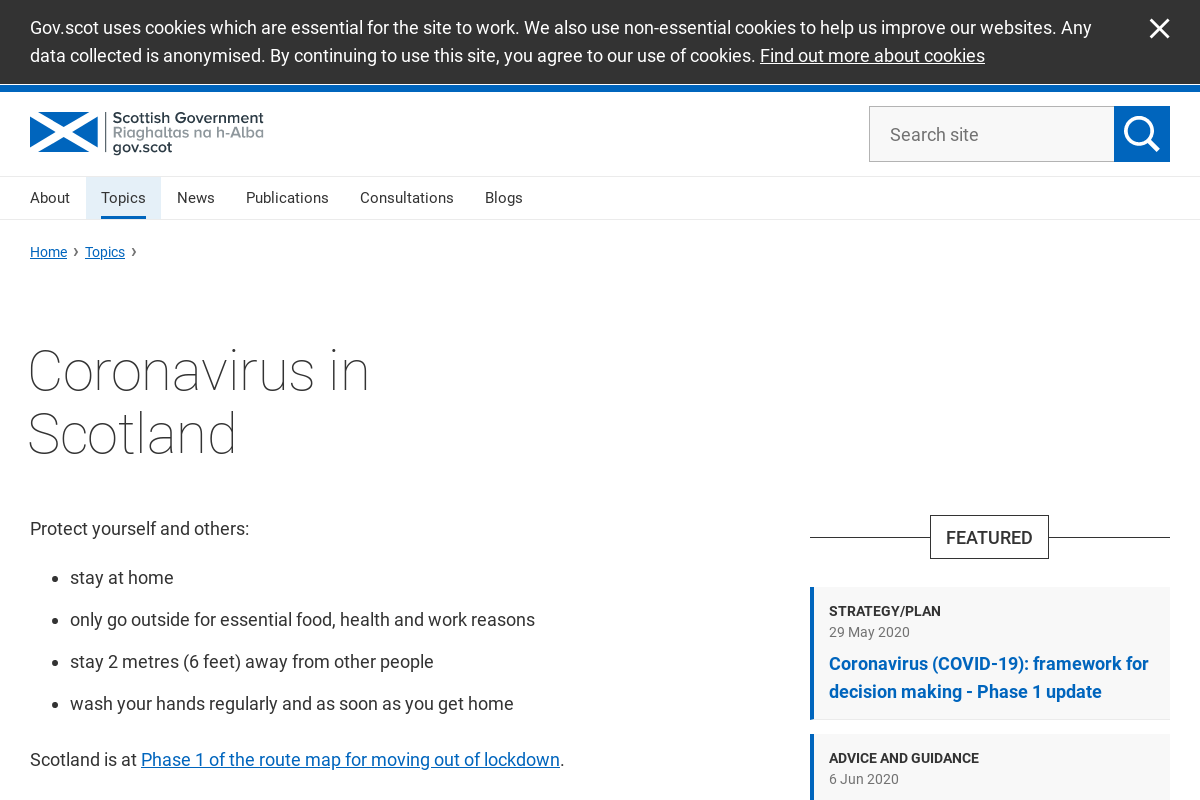 Gov.scot uses cookies which are essential for the site to work. We also use non-essential cookies to help us improve our websites. Any
data collected is anonymised. By continuing to use this site, you agree to our use of cookies. Find out more about cookies
Scottish Government
Riaghaltas na h-Alba
gov.scot
Search site
About Topics News Publications Consultations Blogs
Home › Topics ›
Coronavirus in
Scotland
Protect yourself and others:
• stay at home
• only go outside for essential food, health and work reasons
• stay 2 metres (6 feet) away from other people
• wash your hands regularly and as soon as you get home
Scotland is at Phase 1 of the route map for moving out of lockdown.
FEATURED
STRATEGY/PLAN
29 May 2020
Coronavirus (COVID-19): framework for
decision making - Phase 1 update
ADVICE AND GUIDANCE
6 Jun 2020